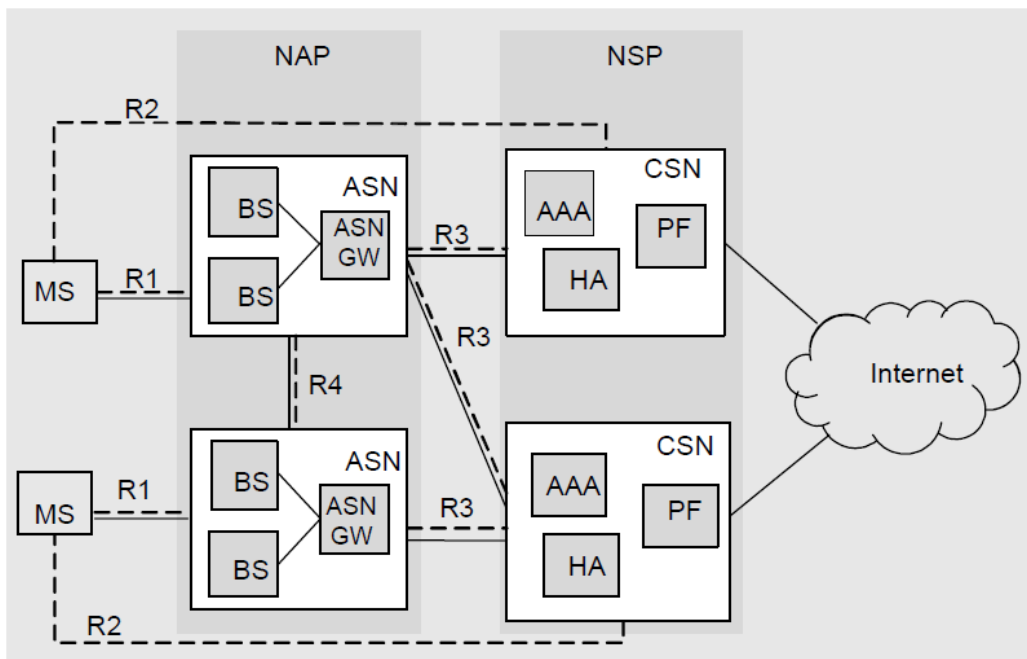 NAP
NSP
R2
ASN
BS
ASN
GW
BS
CSN
AAA
PF
HA
R3
MS
R1
R3
R4
Internet
ASN
BS
ASN
GW
BS
CSN
AAA
PF
HA
R3
MS
R1
R2